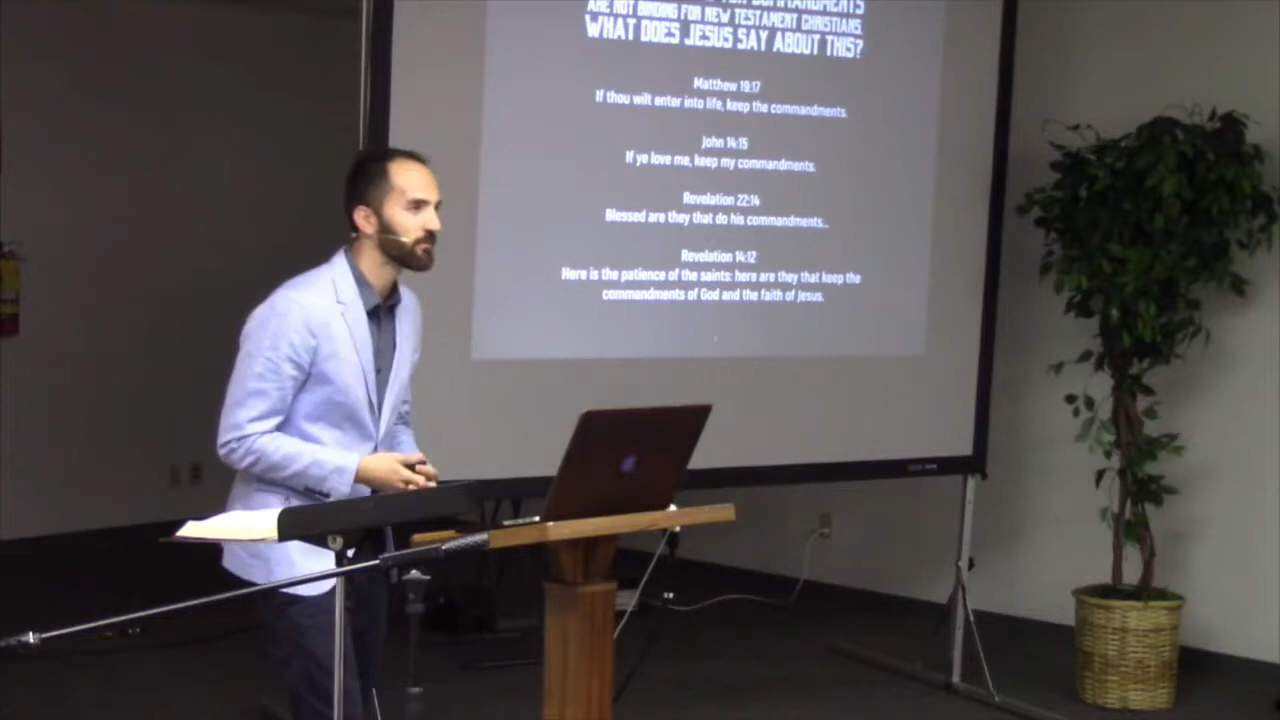 COMMANDMENTS
ARE NOT BINDING FOR NEW TESTAMENT CHRISTIANS.
WHAT DOES JESUS SAY ABOUT THIS?
Matthew 19:17
If thou wilt enter into life, keep the commandments.
John 14:15
If ye love me, keep my commandments.
Revelation 22:14
Blessed are they that do his commandments...
Revelation 14:12
Here is the patience of the saints: here are they that keep the
commandments of God and the faith of Jesus.